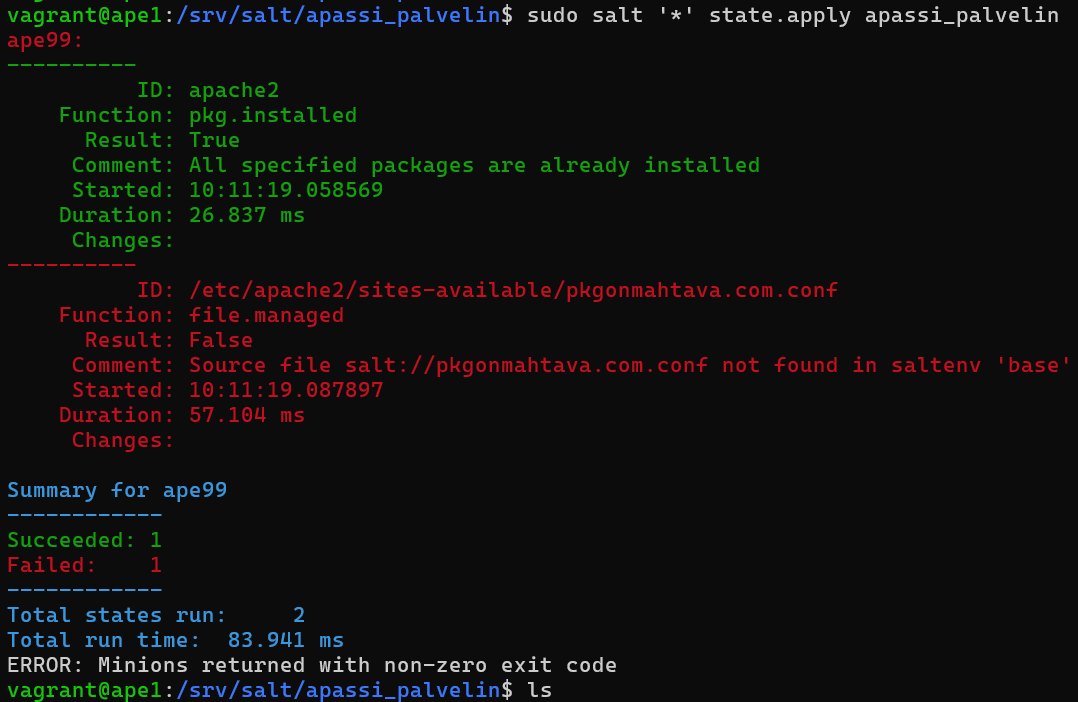 vagrant@ape1:/srv/salt/apassi_palvelin$ sudo salt '*' state.apply apassi_palvelin
ape99:
----------
          ID: apache2
    Function: pkg.installed
      Result: True
     Comment: All specified packages are already installed
     Started: 10:11:19.058569
    Duration: 26.837 ms
     Changes:
----------
          ID: /etc/apache2/sites-available/pkgonmahtava.com.conf
    Function: file.managed
      Result: False
     Comment: Source file salt://pkgonmahtava.com.conf not found in saltenv 'base'
     Started: 10:11:19.087897
    Duration: 57.104 ms
     Changes:

Summary for ape99
------------
Succeeded: 1
Failed:    1
------------
Total states run:     2
Total run time:  83.941 ms
ERROR: Minions returned with non-zero exit code
vagrant@ape1:/srv/salt/apassi_palvelin$ ls